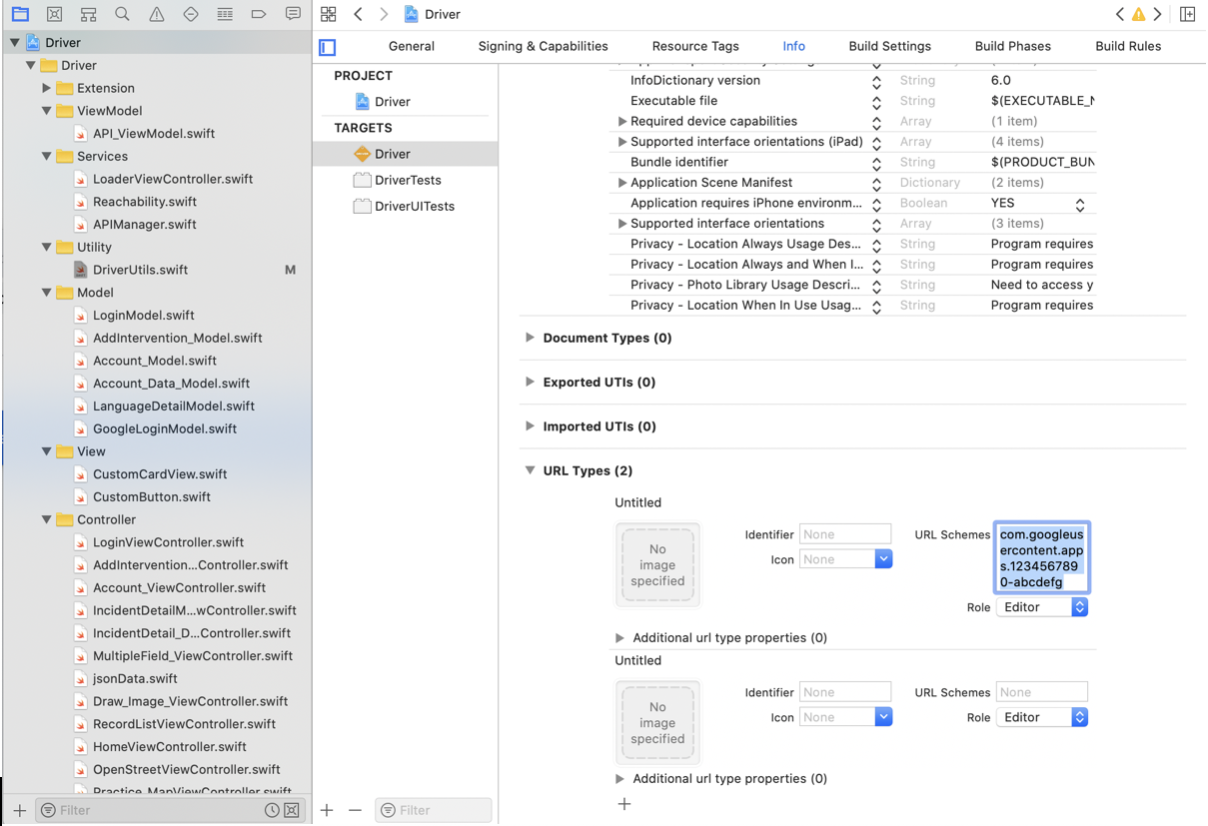 Driver
General Signing & Capabilities Resource Tags Info Build Settings Build Phases Build Rules
Driver
Driver
Extension
ViewModel
API_ViewModel.swift
Services
LoaderViewController.swift
Reachability.swift
APIManager.swift
Utility
DriverUtils.swift M
Model
LoginModel.swift
AddIntervention_Model.swift
Account_Model.swift
Account_Data_Model.swift
LanguageDetailModel.swift
GoogleLoginModel.swift
View
CustomCardView.swift
CustomButton.swift
Controller
LoginViewController.swift
AddIntervention...Controller.swift
Account_ViewController.swift
IncidentDetailM...wController.swift
IncidentDetail_D...Controller.swift
MultipleField_ViewController.swift
jsonData.swift
Draw_Image_ViewController.swift
RecordListViewController.swift
HomeViewController.swift
OpenStreetViewController.swift
Practice_MapViewController.swift
Filter
PROJECT
Driver
TARGETS
Driver
DriverTests
DriverUITests
Filter
InfoDictionary version String 6.0
Executable file String $(EXECUTABLE_N
Required device capabilities Array (1 item)
Supported interface orientations (iPad) Array (4 items)
Bundle identifier String $(PRODUCT_BUN
Application Scene Manifest Dictionary (2 items)
Application requires iPhone environm... Boolean YES
Supported interface orientations Array (3 items)
Privacy - Location Always Usage Des... String Program requires
Privacy - Location Always and When I... String Program requires
Privacy - Photo Library Usage Descri... String Need to access y
Privacy - Location When In Use Usag... String Program requires
Document Types (0)
Exported UTIs (0)
Imported UTIs (0)
URL Types (2)
Untitled
No
image
specified
Identifier None
Icon None
URL Schemes
com.googleus
ercontent.app
s.123456789
0-abcdefg
Role Editor
Additional url type properties (0)
Untitled
No
image
specified
Identifier None
Icon None
URL Schemes None
Role Editor
Additional url type properties (0)